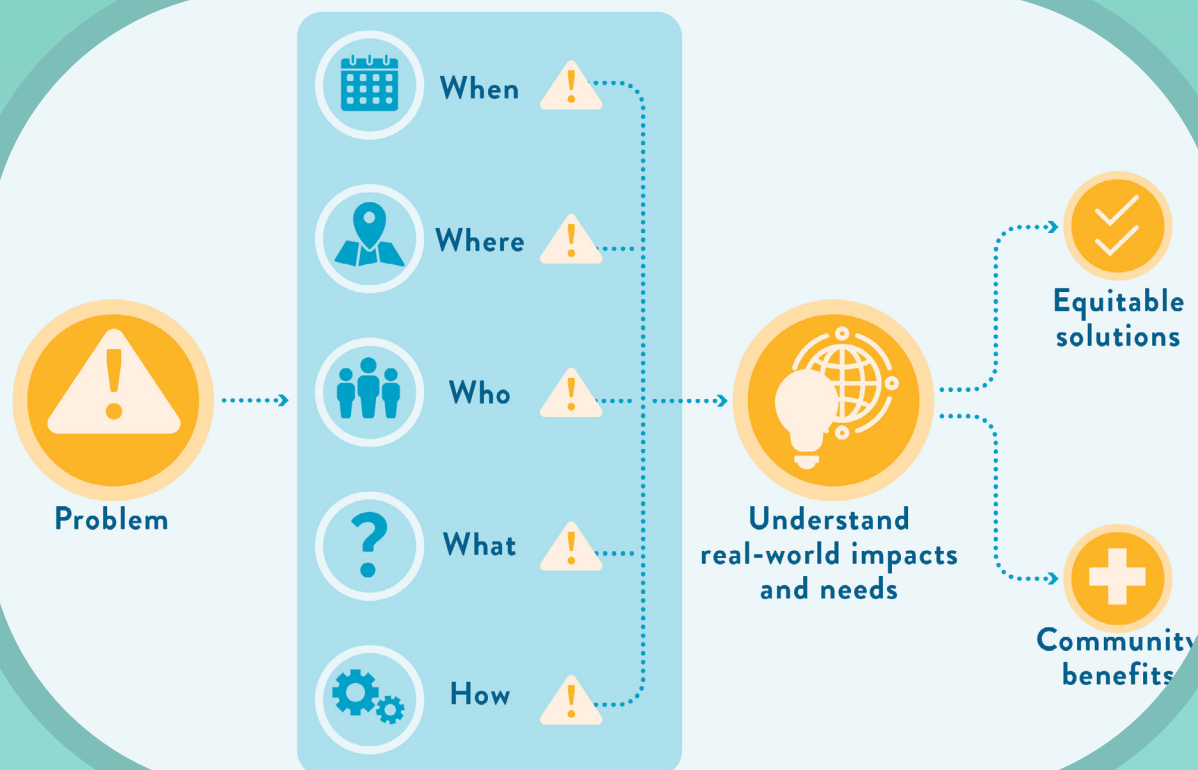 When
Where
Who
What
How
Problem
Understand
real-world impacts
and needs
Equitable
solutions
Community
benefits